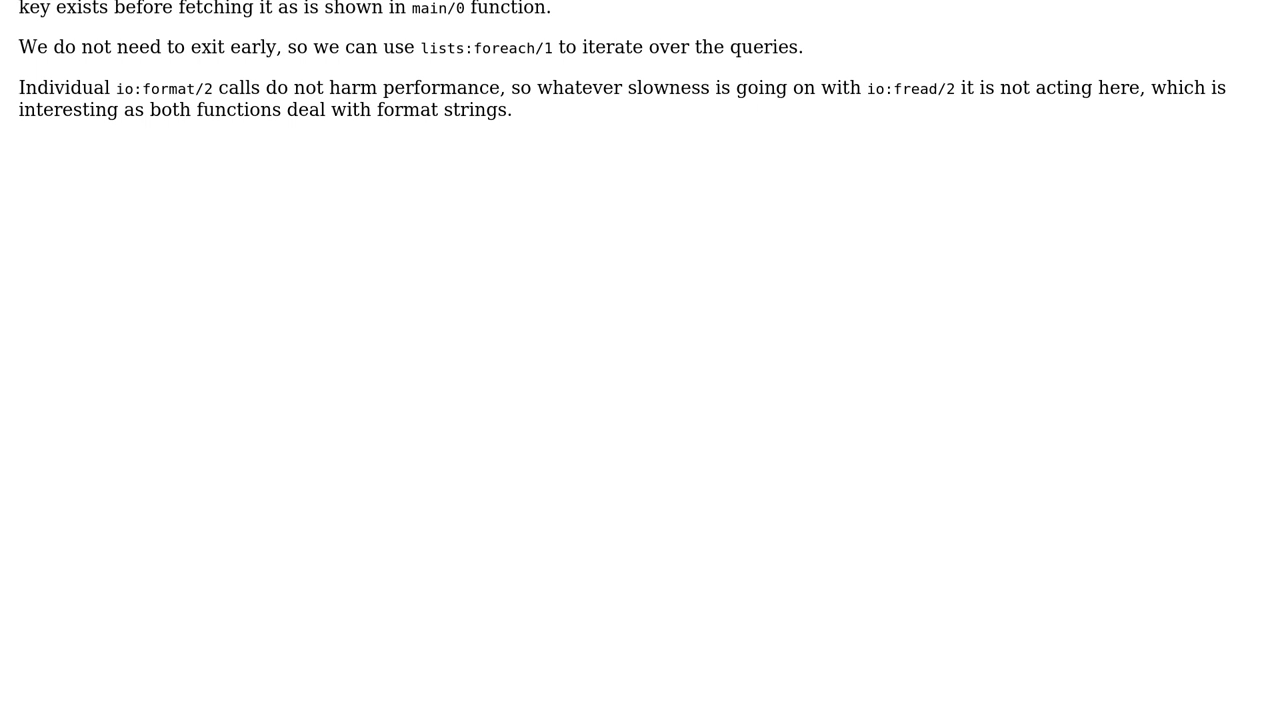 key exists before fetching it as is shown in main/0 function.
We do not need to exit early, so we can use lists:foreach/1 to iterate over the queries.
Individual io:format/2 calls do not harm performance, so whatever slowness is going on with io:fread/2 it is not acting here, which is
interesting as both functions deal with format strings.